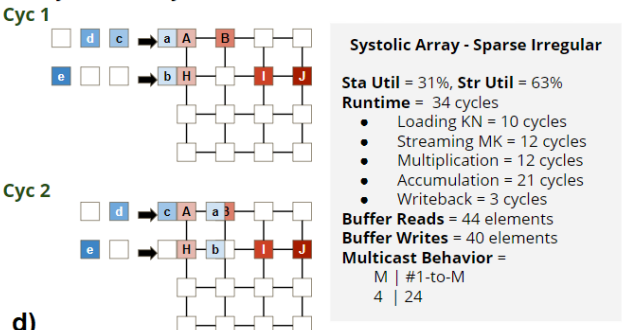 Cyc 1
d c a A B
e b H I J
Cyc 2
d c A a B
e H b I J
d)
Systolic Array - Sparse Irregular
Sta Util = 31%, Str Util = 63%
Runtime = 34 cycles
● Loading KN = 10 cycles
● Streaming MK = 12 cycles
● Multiplication = 12 cycles
● Accumulation = 21 cycles
● Writeback = 3 cycles
Buffer Reads = 44 elements
Buffer Writes = 40 elements
Multicast Behavior =
M | #1-to-M
4 | 24